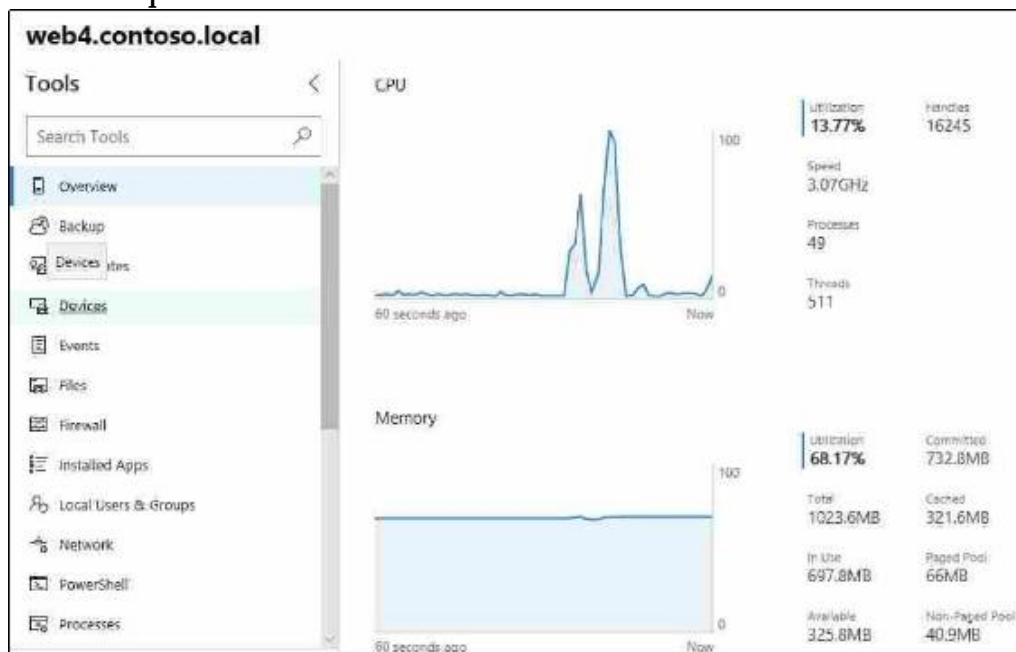 web4.contoso.local
Tools
Search Tools
Overview
Backup
Devices
Devices
Events
Files
Firewall
Installed Apps
Local Users & Groups
Network
PowerShell
Processes
CPU
100
0
60 seconds ago
Now
Utilization
13.77%
Handles
16245
Speed
3.07GHz
Processes
49
Threads
511
Memory
100
0
60 seconds ago
Now
Utilization
68.17%
Committed
732.8MB
Total
1023.6MB
Cached
321.6MB
In Use
697.8MB
Paged Pool
66MB
Available
325.8MB
Non-Paged Pool
40.9MB